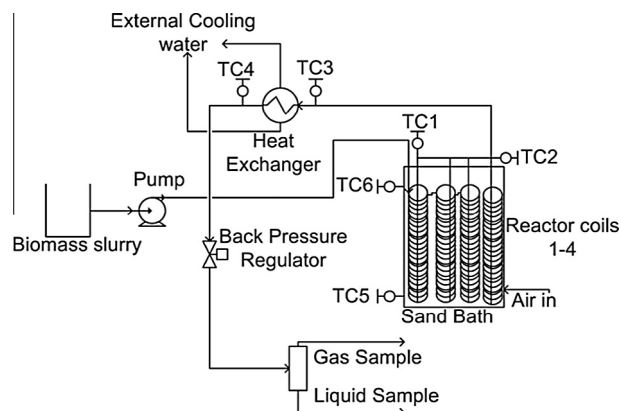 External Cooling
water
TC4
TC3
TC1
Heat
Exchanger
TC2
Pump
TC6
Biomass slurry
Back Pressure
Regulator
Reactor coils
1-4
TC5
Air in
Sand Bath
Gas Sample
Liquid Sample